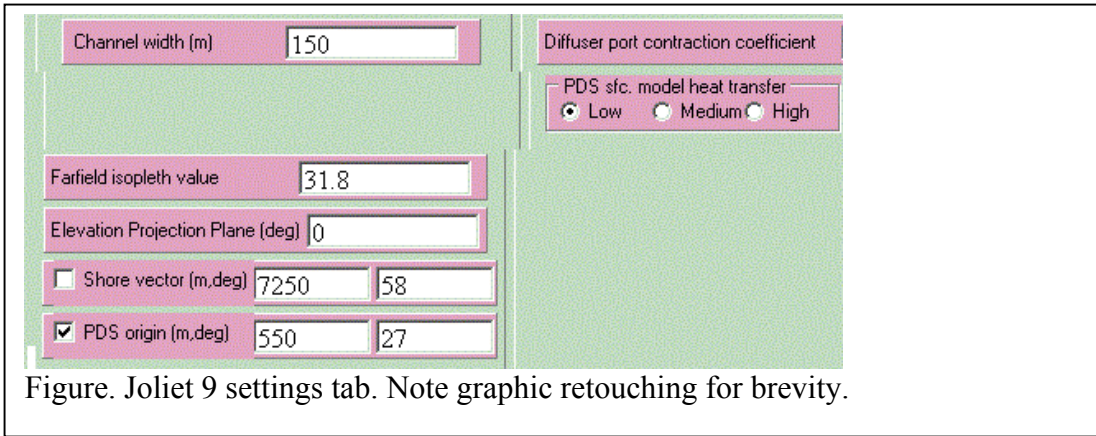 Channel width (m) 150 Diffuser port contraction coefficient
PDS sfc. model heat transfer
Low Medium High
Farfield isopleth value 31.8
Elevation Projection Plane (deg) 0
Shore vector (m,deg) 7250 58
PDS origin (m,deg) 550 27
Figure. Joliet 9 settings tab. Note graphic retouching for brevity.